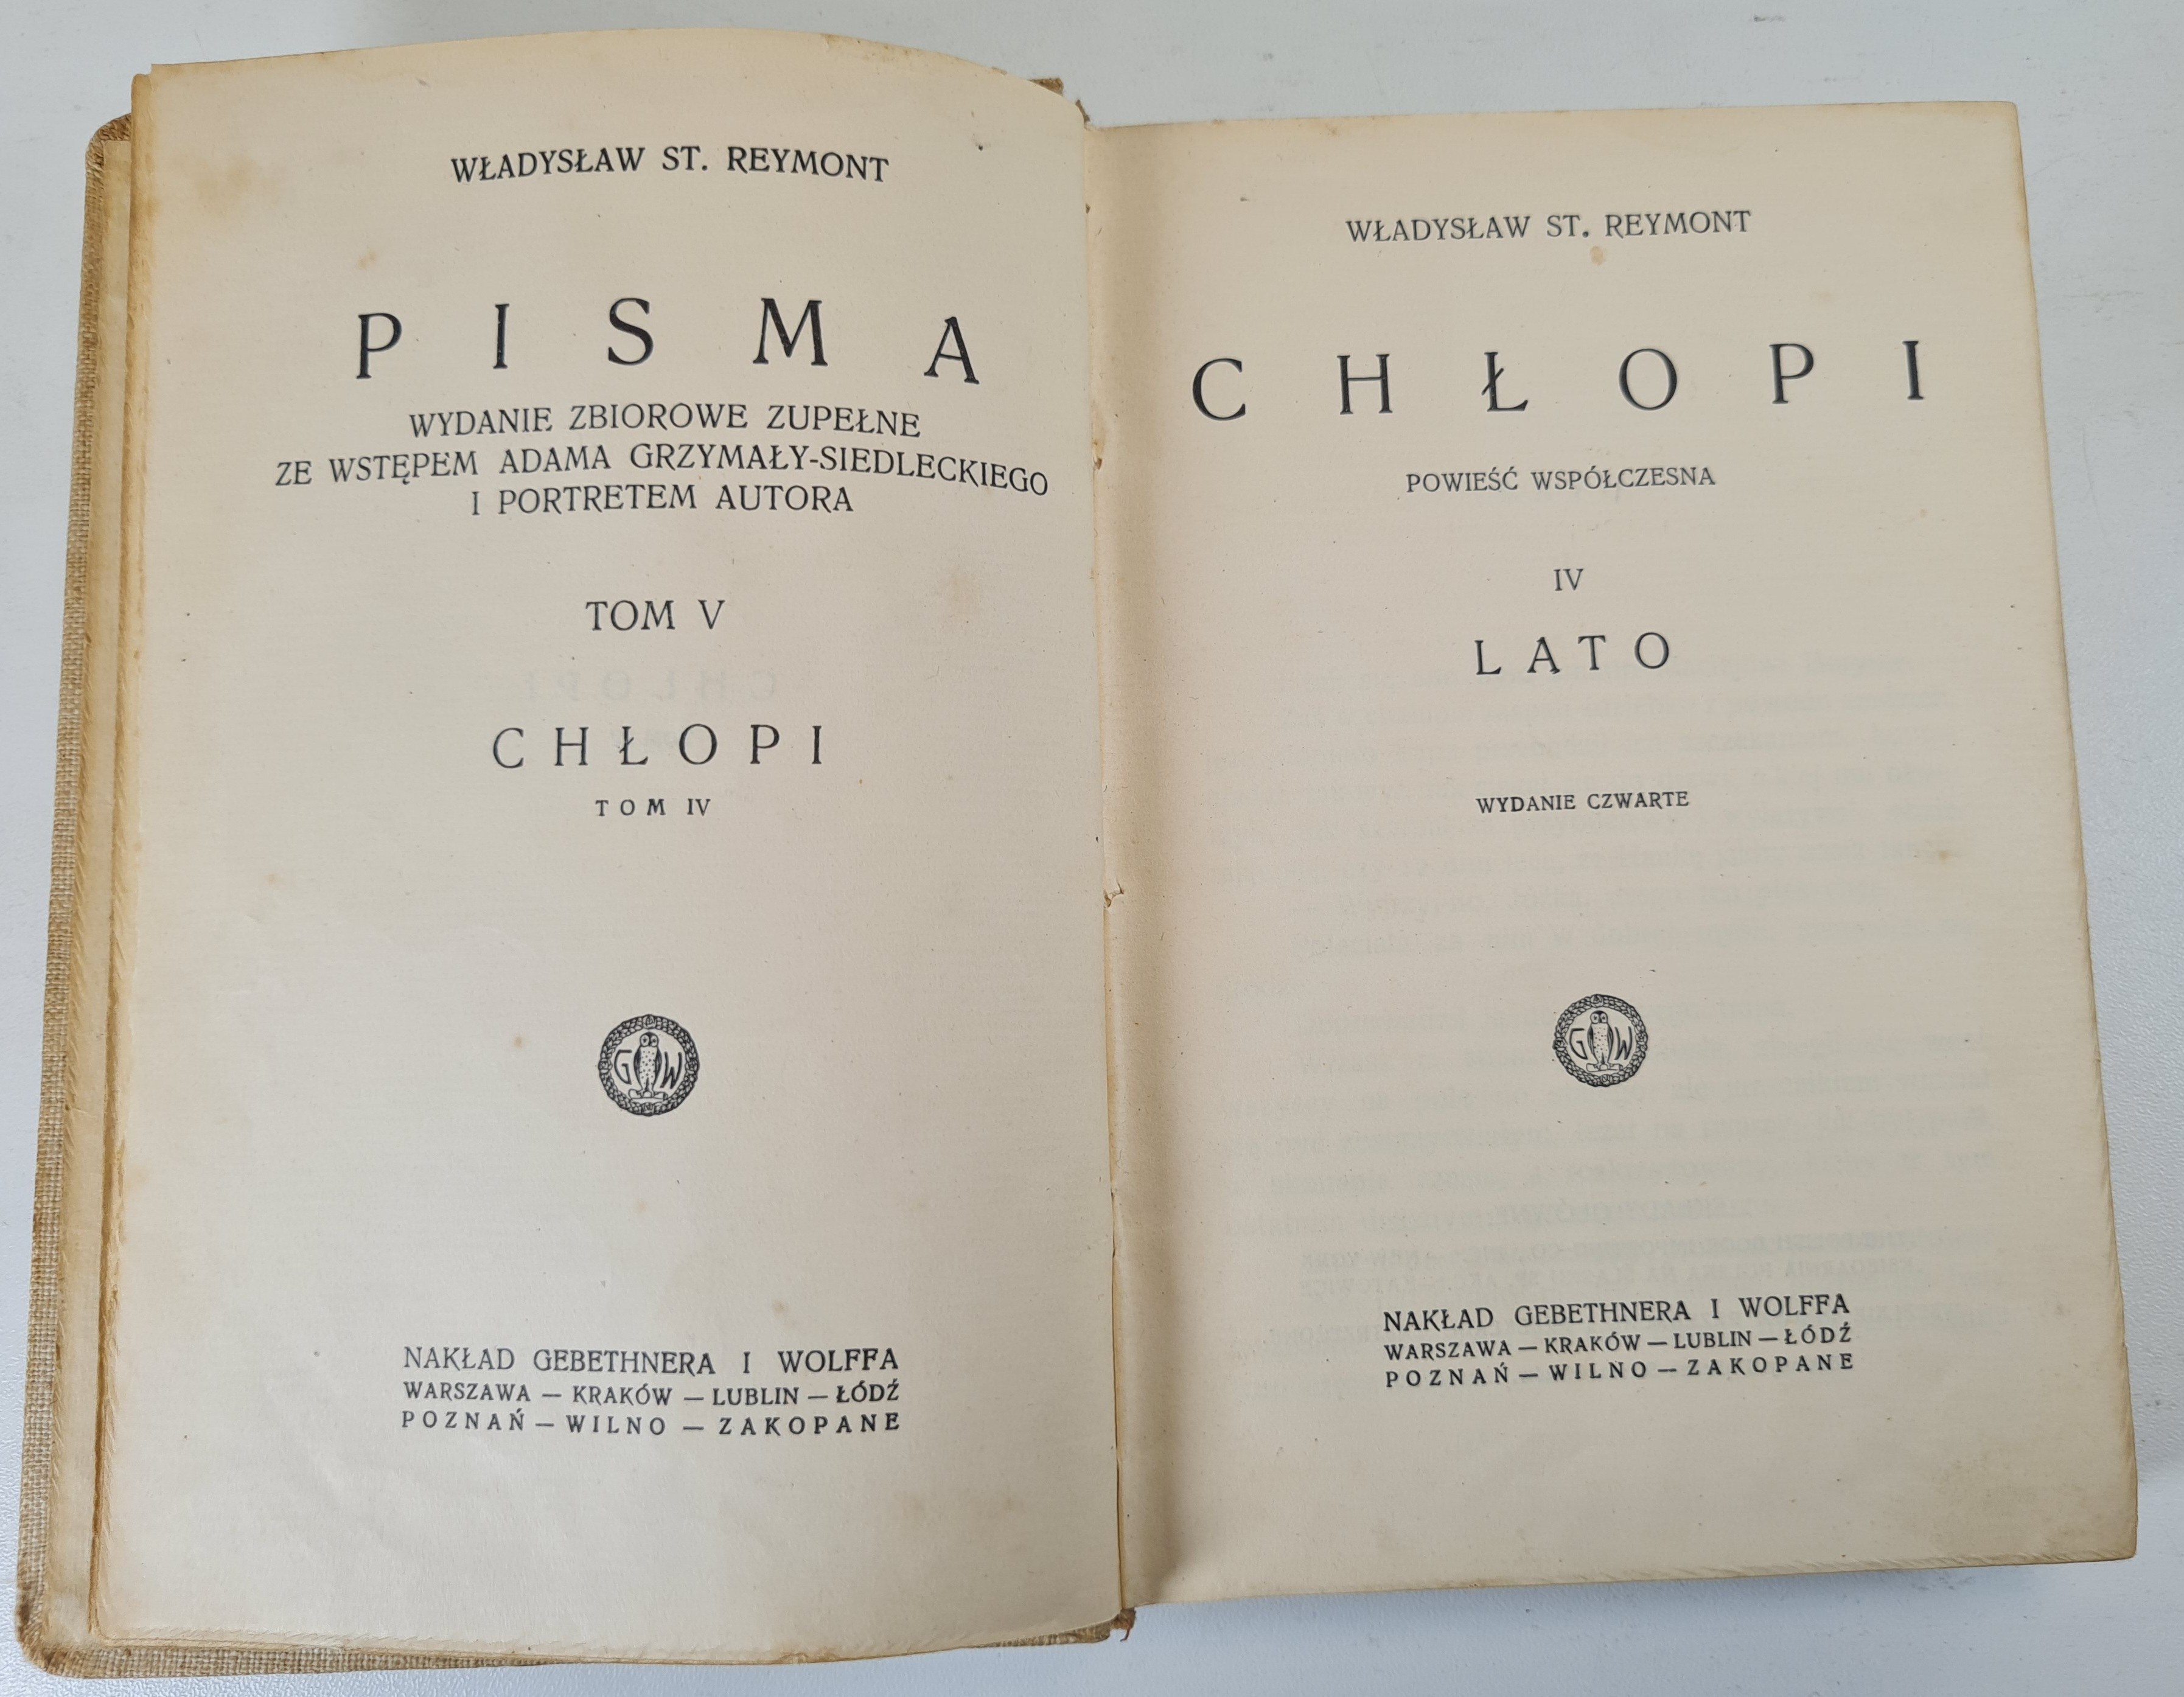 WŁADYSŁAW ST. REYMONT
PISMA
WYDANIE ZBIOROWE ZUPEŁNE
ZE WSTĘPEM ADAMA GRZYMAŁY-SIEDLECKIEGO
I PORTRETEM AUTORA
TOM V
CHŁOPI
TOM IV
G W
NAKŁAD GEBETHNERA I WOLFFA
WARSZAWA — KRAKÓW — LUBLIN — ŁÓDŹ
POZNAŃ — WILNO — ZAKOPANE
WŁADYSŁAW ST. REYMONT
CHŁOPI
POWIEŚĆ WSPÓŁCZESNA
IV
LATO
WYDANIE CZWARTE
G W
NAKŁAD GEBETHNERA I WOLFFA
WARSZAWA — KRAKÓW — LUBLIN — ŁÓDŹ
POZNAŃ — WILNO — ZAKOPANE